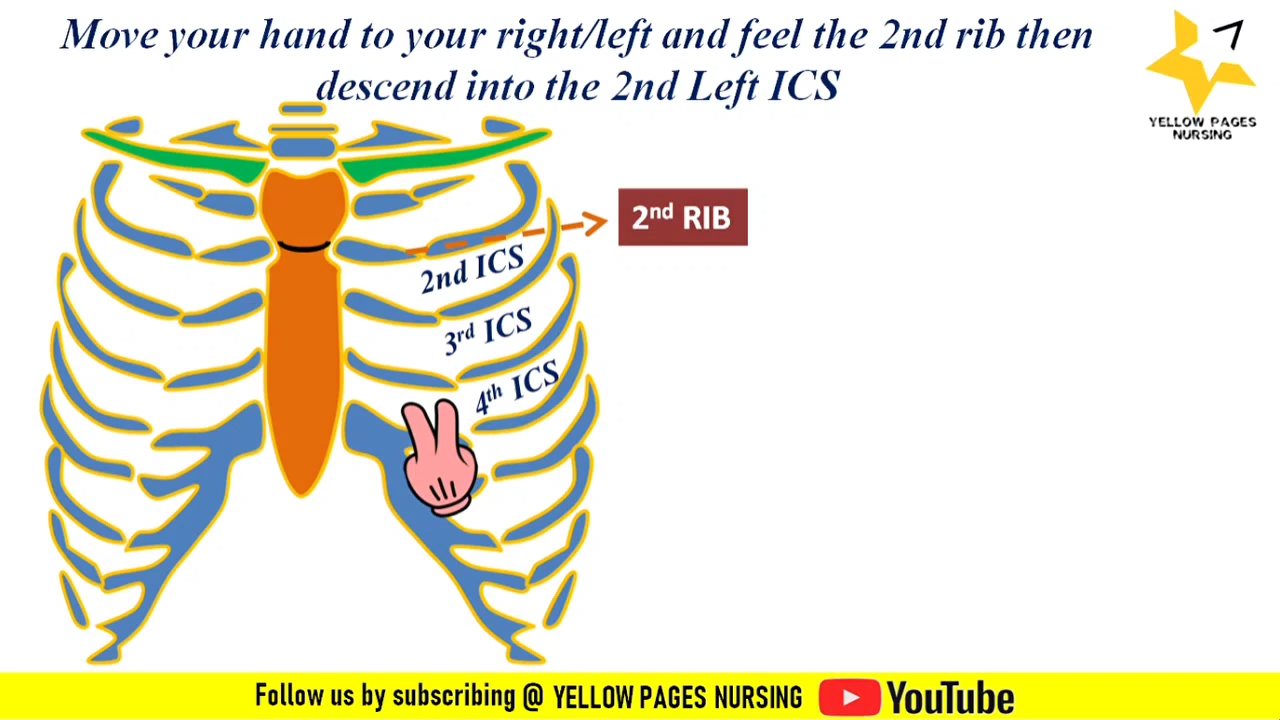 Move your hand to your right/left and feel the 2nd rib then
descend into the 2nd Left ICS
YELLOW PAGES
NURSING
2nd RIB
2nd ICS
3rd ICS
4th ICS
Follow us by subscribing @ YELLOW PAGES NURSING YouTube